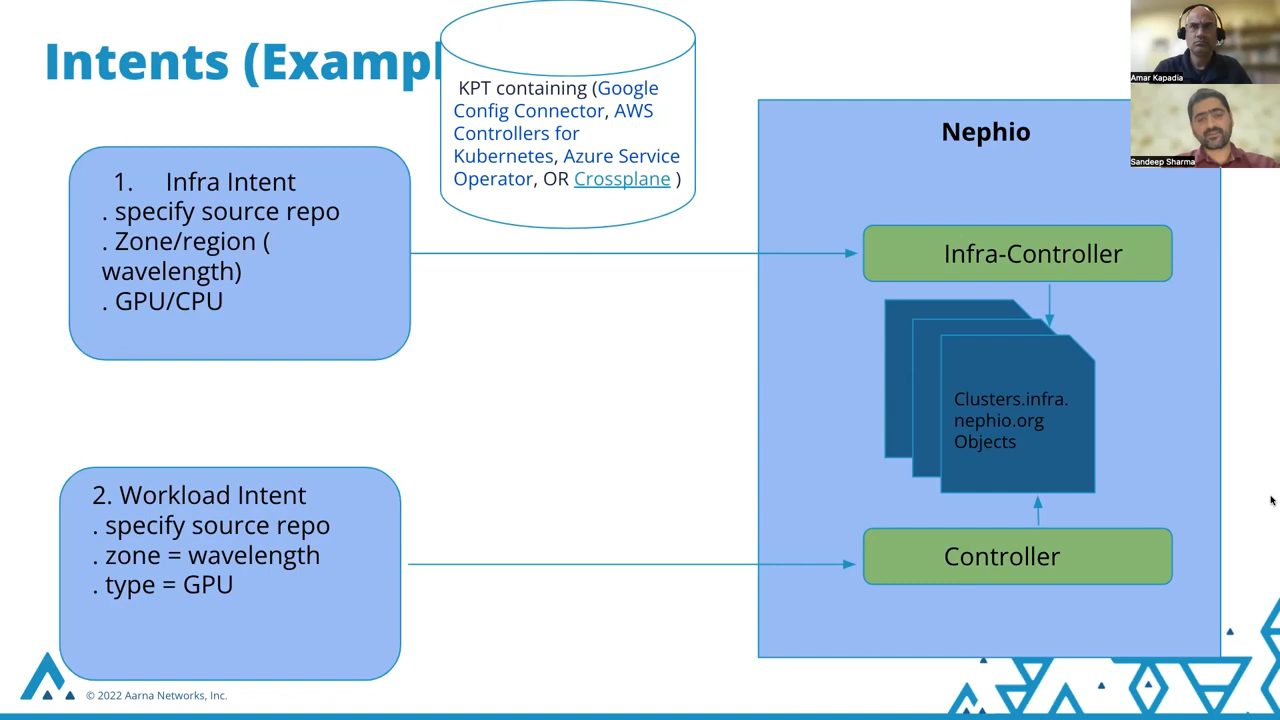 Intents (Exampl
KPT containing (Google
Config Connector, AWS
Controllers for
Kubernetes, Azure Service
Operator, OR Crossplane )
Amar Kapadia
Sandeep Sharma
Nephio
1. Infra Intent
. specify source repo
. Zone/region (
wavelength)
. GPU/CPU
Infra-Controller
Clusters.infra.
nephio.org
Objects
2. Workload Intent
. specify source repo
. zone = wavelength
. type = GPU
Controller
© 2022 Aarna Networks, Inc.